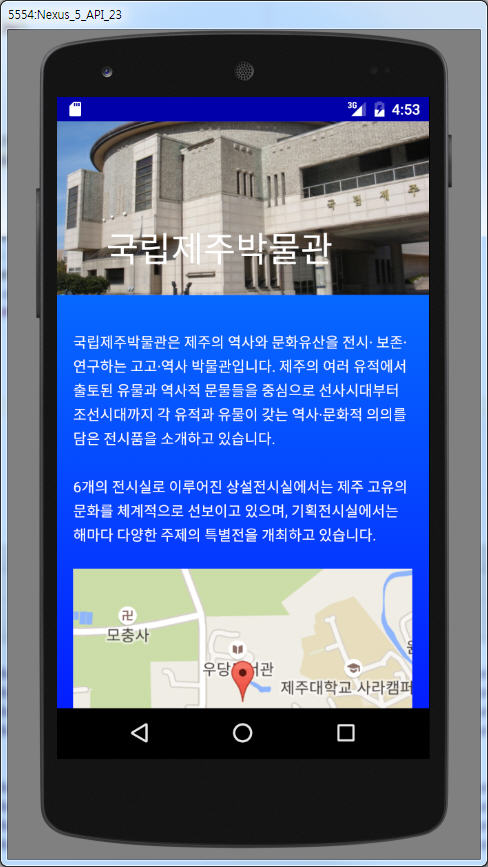 5554:Nexus_5_API_23
3G 4:53
국립제주
국립제주박물관
국립제주박물관은 제주의 역사와 문화유산을 전시· 보존·
연구하는 고고·역사 박물관입니다. 제주의 여러 유적에서
출토된 유물과 역사적 문물들을 중심으로 선사시대부터
조선시대까지 각 유적과 유물이 갖는 역사·문화적 의의를
담은 전시품을 소개하고 있습니다.
6개의 전시실로 이루어진 상설전시실에서는 제주 고유의
문화를 체계적으로 선보이고 있으며, 기획전시실에서는
해마다 다양한 주제의 특별전을 개최하고 있습니다.
모충사
제주대학교 사라캠퍼